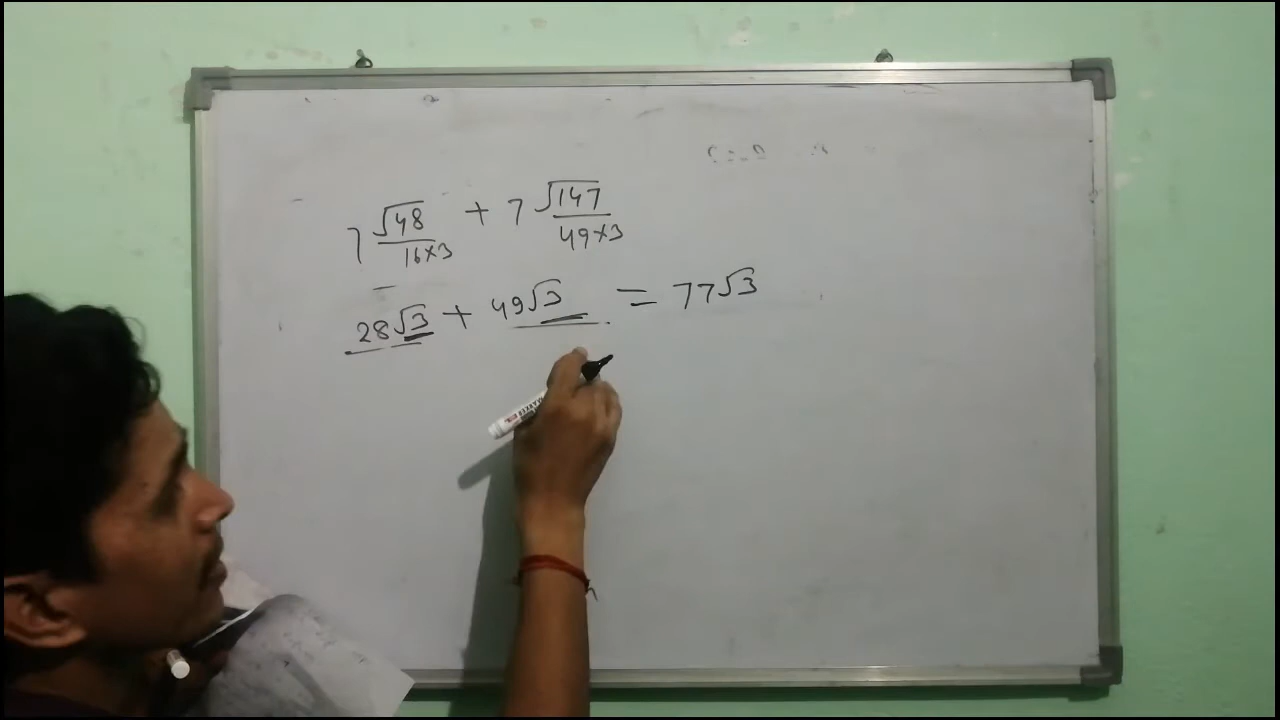 7√48 + 7√147
16×3 49×3
28√3 + 49√3 = 77√3